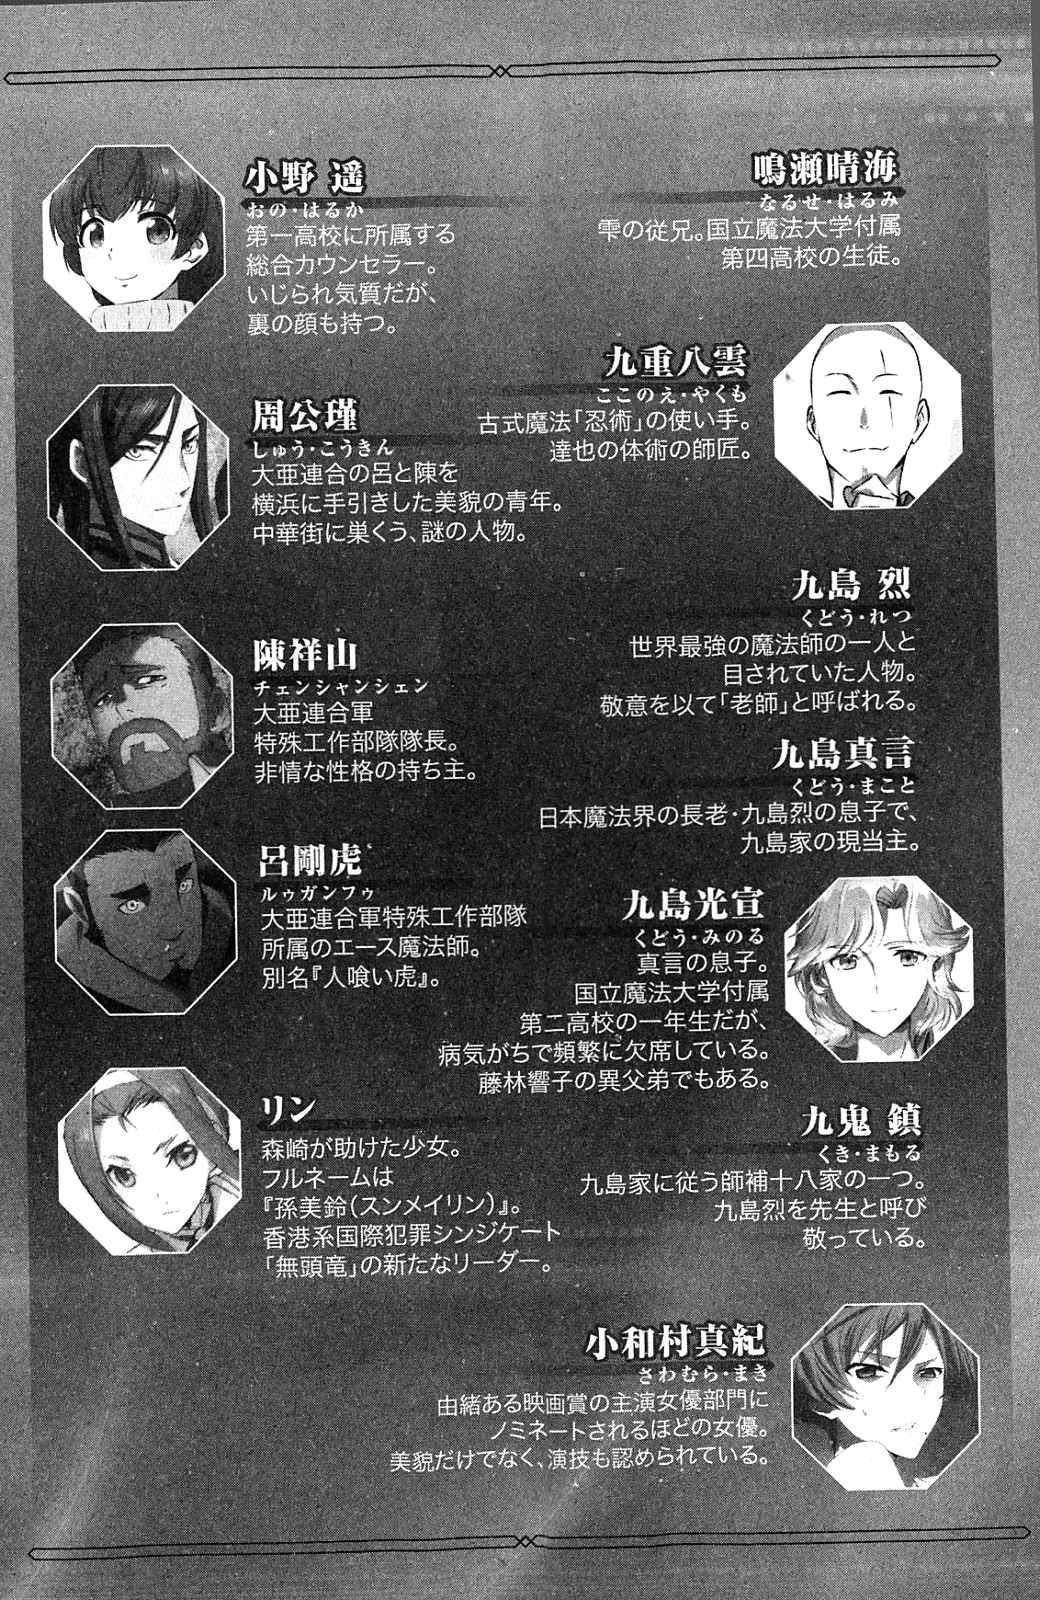 小野 遥
おの・はるか
第一高校に所属する
総合カウンセラー。
いじられ気質だが、
裏の顔も持つ。
周公瑾
しゅう・こうきん
大亜連合の呂と陳を
横浜に手引きした美貌の青年。
中華街に巣くう、謎の人物。
陳祥山
チェンシャンシェン
大亜連合軍
特殊工作部隊隊長。
非情な性格の持ち主。
呂剛虎
ルゥガンフゥ
大亜連合軍特殊工作部隊
所属のエース魔法師。
別名『人喰い虎』。
リン
森崎が助けた少女。
フルネームは
『孫美鈴（スンメイリン）』。
香港系国際犯罪シンジケート
「無頭竜」の新たなリーダー。
鳴瀬晴海
なるせ・はるみ
雫の従兄。国立魔法大学付属
第四高校の生徒。
九重八雲
ここのえ・やくも
古式魔法「忍術」の使い手。
達也の体術の師匠。
九島 烈
くどう・れつ
世界最強の魔法師の一人と
目されていた人物。
敬意を以て「老師」と呼ばれる。
九島真言
くどう・まこと
日本魔法界の長老・九島烈の息子で、
九島家の現当主。
九島光宣
くどう・みのる
真言の息子。
国立魔法大学付属
第二高校の一年生だが、
病気がちで頻繁に欠席している。
藤林響子の異父弟でもある。
九鬼 鎮
くき・まもる
九島家に従う師補十八家の一つ。
九島烈を先生と呼び
敬っている。
小和村真紀
さわむら・まき
由緒ある映画賞の主演女優部門に
ノミネートされるほどの女優。
美貌だけでなく、演技も認められている。